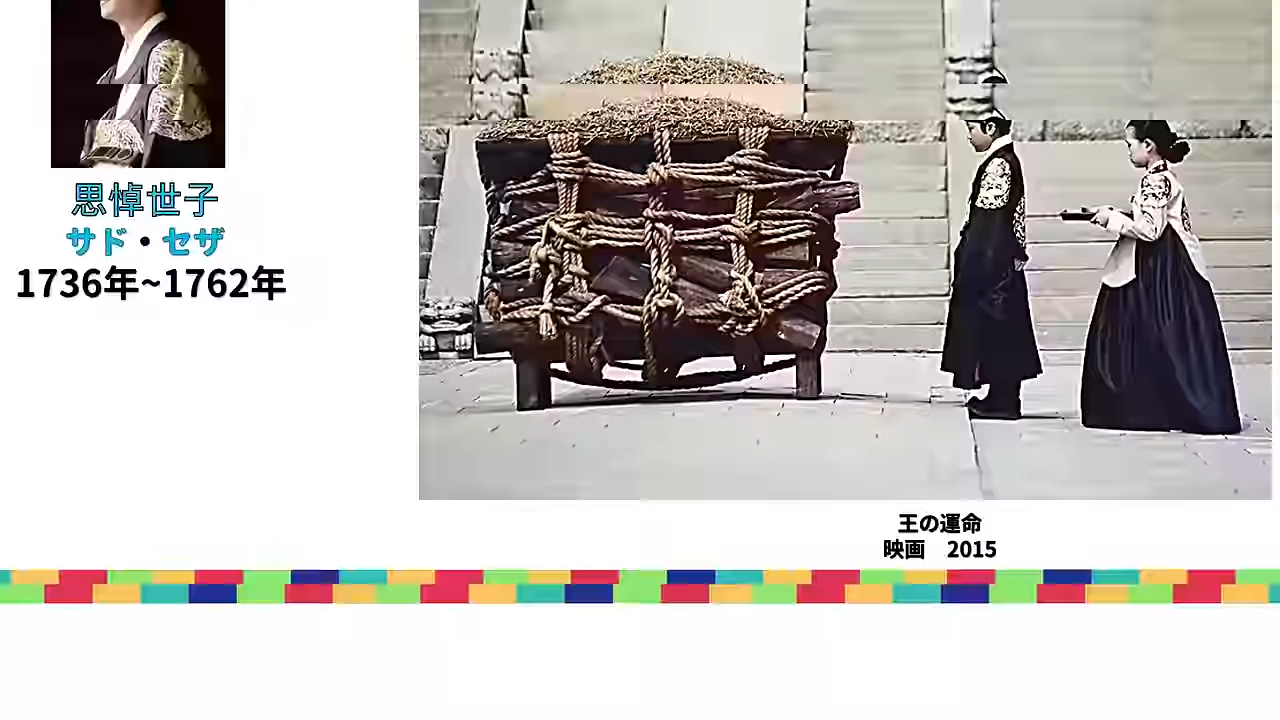 思悼世子
サド・セザ
1736年~1762年
王の運命
映画　2015